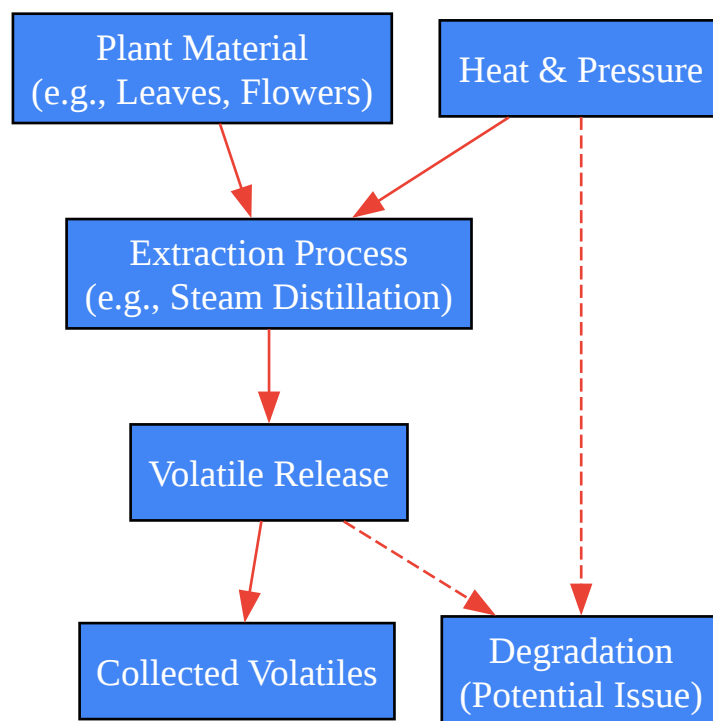 Plant Material
(e.g., Leaves, Flowers)
Heat & Pressure
Extraction Process
(e.g., Steam Distillation)
Volatile Release
Collected Volatiles
Degradation
(Potential Issue)